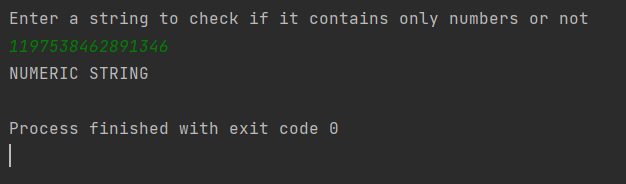 Enter a string to check if it contains only numbers or not
1197538462891346
NUMERIC STRING
Process finished with exit code 0